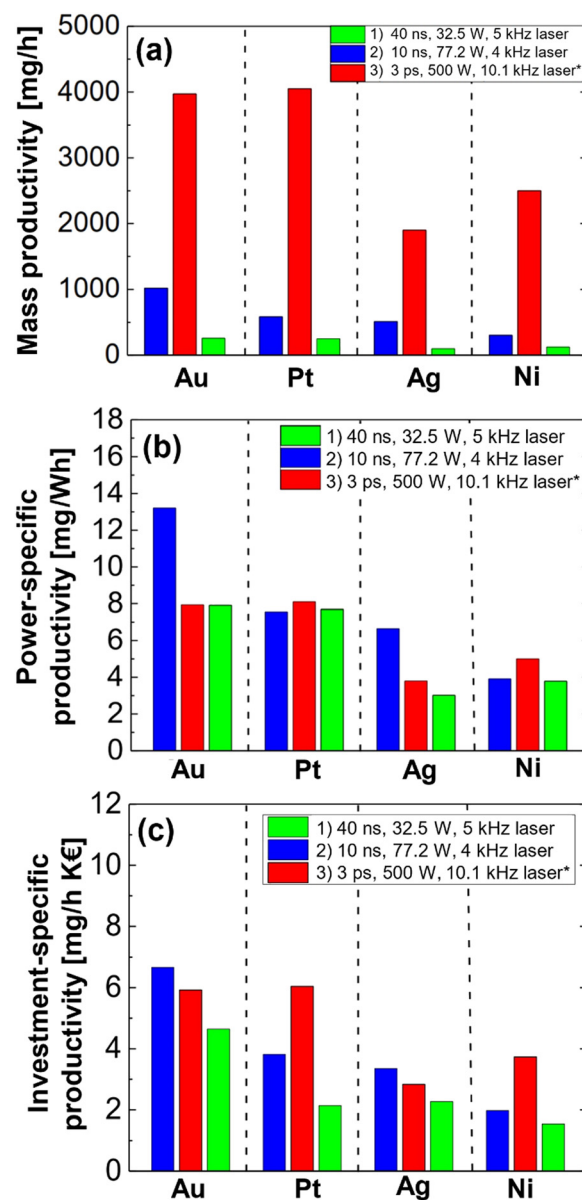 (a)
1) 40 ns, 32.5 W, 5 kHz laser
2) 10 ns, 77.2 W, 4 kHz laser
3) 3 ps, 500 W, 10.1 kHz laser*
Mass productivity [mg/h]
5000
4000
3000
2000
1000
0
Au Pt Ag Ni
(b)
1) 40 ns, 32.5 W, 5 kHz laser
2) 10 ns, 77.2 W, 4 kHz laser
3) 3 ps, 500 W, 10.1 kHz laser*
Power-specific
productivity [mg/Wh]
18
16
14
12
10
8
6
4
2
0
Au Pt Ag Ni
(c)
1) 40 ns, 32.5 W, 5 kHz laser
2) 10 ns, 77.2 W, 4 kHz laser
3) 3 ps, 500 W, 10.1 kHz laser*
Investment-specific
productivity [mg/h K€]
12
10
8
6
4
2
0
Au Pt Ag Ni